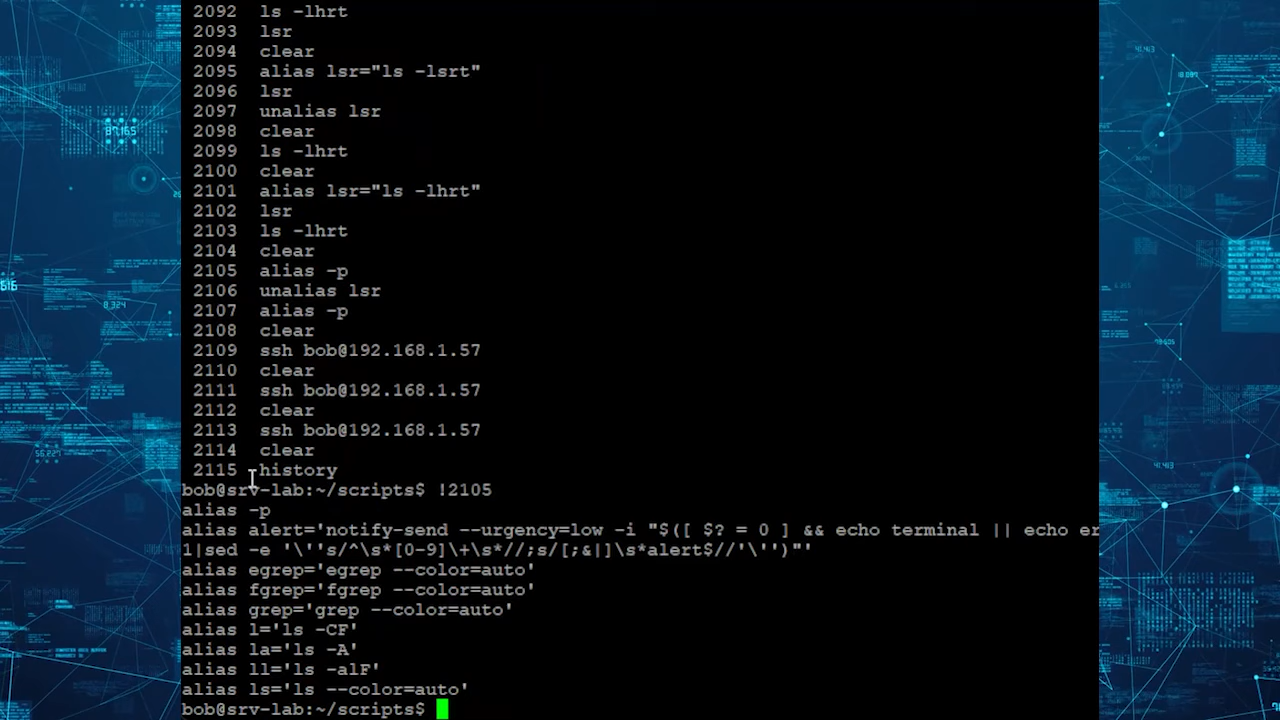 2092 ls -lhrt
2093 lsr
2094 clear
2095 alias lsr="ls -lsrt"
2096 lsr
2097 unalias lsr
2098 clear
2099 ls -lhrt
2100 clear
2101 alias lsr="ls -lhrt"
2102 lsr
2103 ls -lhrt
2104 clear
2105 alias -p
2106 unalias lsr
2107 alias -p
2108 clear
2109 ssh bob@192.168.1.57
2110 clear
2111 ssh bob@192.168.1.57
2112 clear
2113 ssh bob@192.168.1.57
2114 clear
2115 history
bob@srv-lab:~/scripts$ !2105
alias -p
alias alert='notify-send --urgency=low -i "$([ $? = 0 ] && echo terminal || echo er
1|sed -e '\''s/^\s*[0-9]\+\s*//;s/[;&|]\s*alert$//'\'')"'
alias egrep='egrep --color=auto'
alias fgrep='fgrep --color=auto'
alias grep='grep --color=auto'
alias l='ls -CF'
alias la='ls -A'
alias ll='ls -alF'
alias ls='ls --color=auto'
bob@srv-lab:~/scripts$